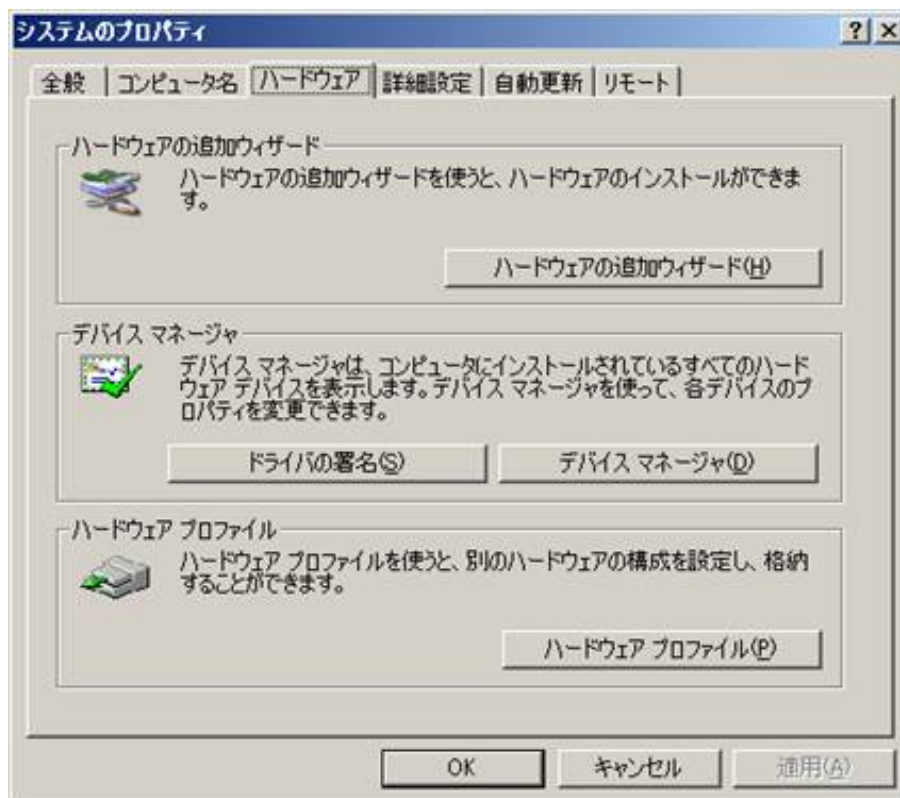 システムのプロパティ
全般 コンピュータ名 ハードウェア 詳細設定 自動更新 リモート
ハードウェアの追加ウィザード
ハードウェアの追加ウィザードを使うと、ハードウェアのインストールができま
す。
ハードウェアの追加ウィザード(H)
デバイス マネージャ
デバイス マネージャは、コンピュータにインストールされているすべてのハード
ウェア デバイスを表示します。デバイス マネージャを使って、各デバイスのプ
ロパティを変更できます。
ドライバの署名(S) デバイス マネージャ(D)
ハードウェア プロファイル
ハードウェア プロファイルを使うと、別のハードウェアの構成を設定し、格納
することができます。
ハードウェア プロファイル(P)
OK キャンセル 適用(A)